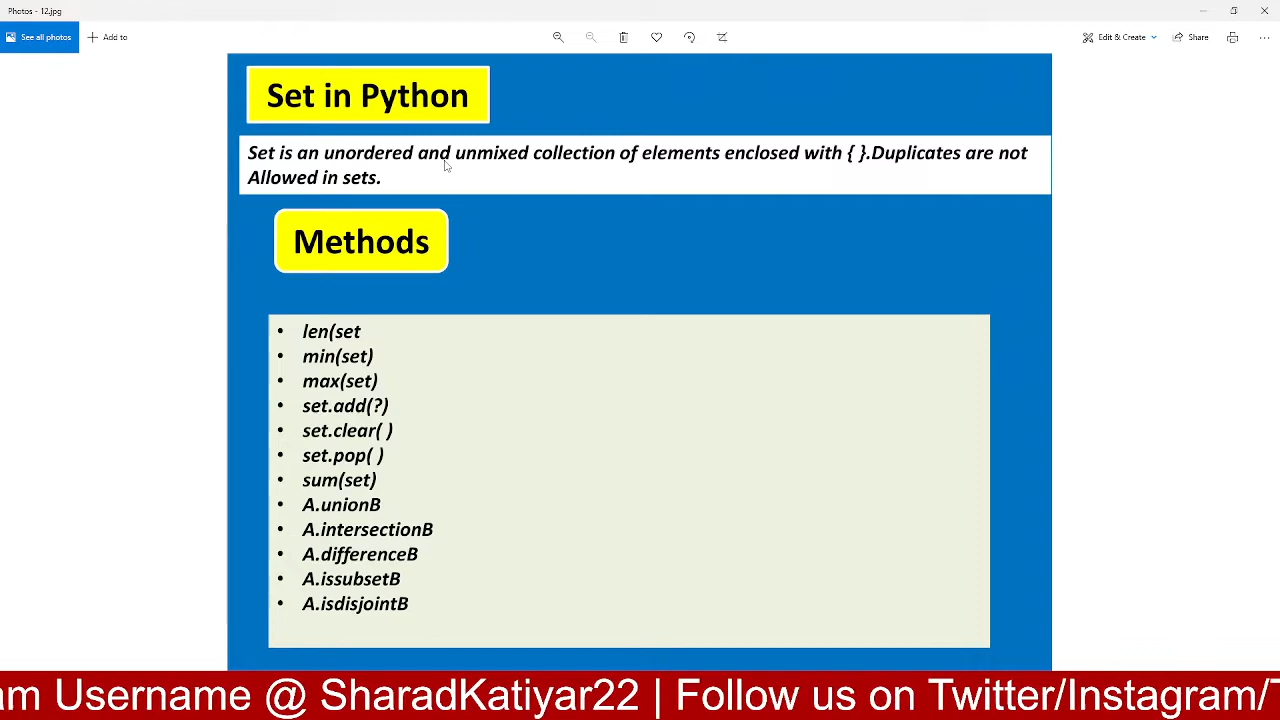 Photos - 12.jpg
See all photos
Add to
Edit & Create
Share
Set in Python
Set is an unordered and unmixed collection of elements enclosed with { }.Duplicates are not
Allowed in sets.
Methods
• len(set
• min(set)
• max(set)
• set.add(?)
• set.clear( )
• set.pop( )
• sum(set)
• A.unionB
• A.intersectionB
• A.differenceB
• A.issubsetB
• A.isdisjointB
am Username @ SharadKatiyar22 | Follow us on Twitter/Instagram/T